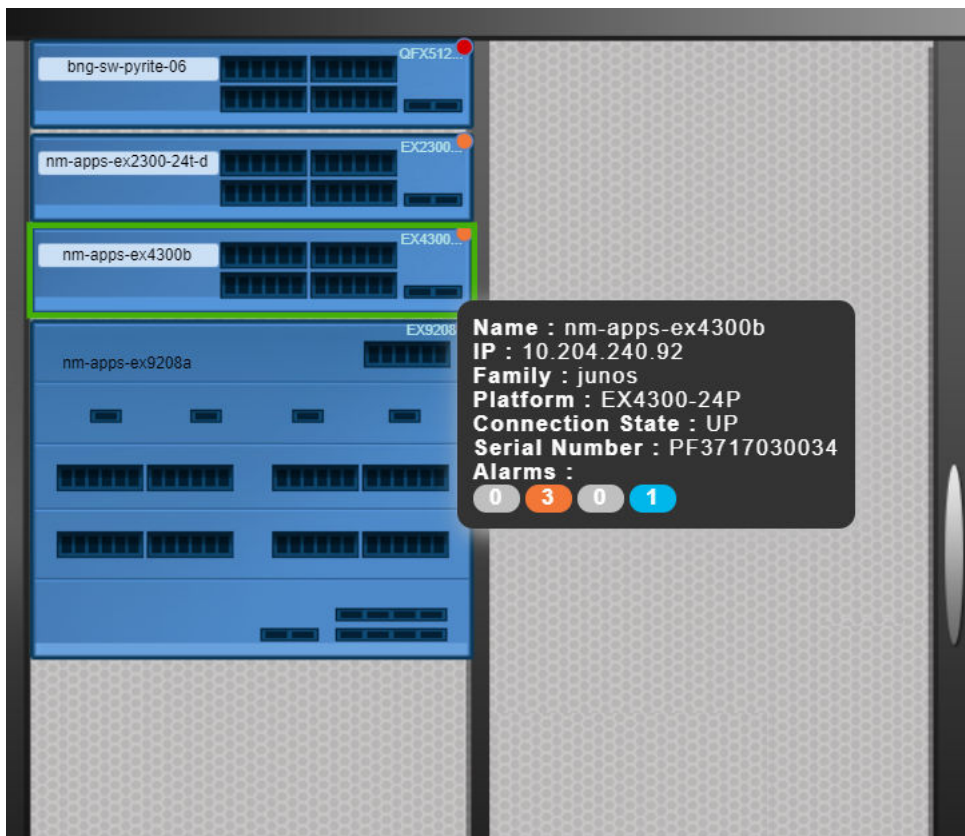 QFX512...
bng-sw-pyrite-06
EX2300...
nm-apps-ex2300-24t-d
EX4300...
nm-apps-ex4300b
EX9208
nm-apps-ex9208a
Name : nm-apps-ex4300b
IP : 10.204.240.92
Family : junos
Platform : EX4300-24P
Connection State : UP
Serial Number : PF3717030034
Alarms :
0 3 0 1